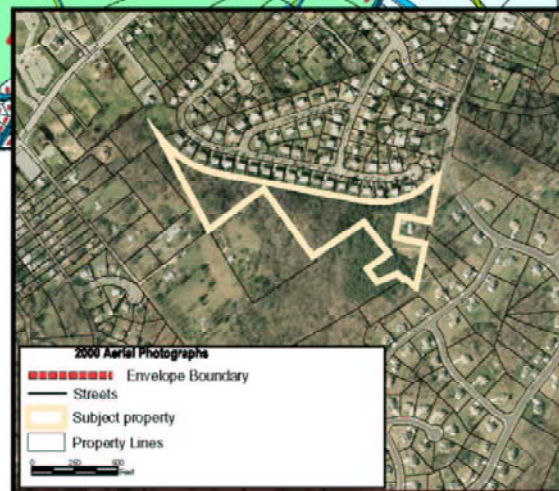 2000 Aerial Photographs
Envelope Boundary
Streets
Subject property
Property Lines
0 250 500
Feet